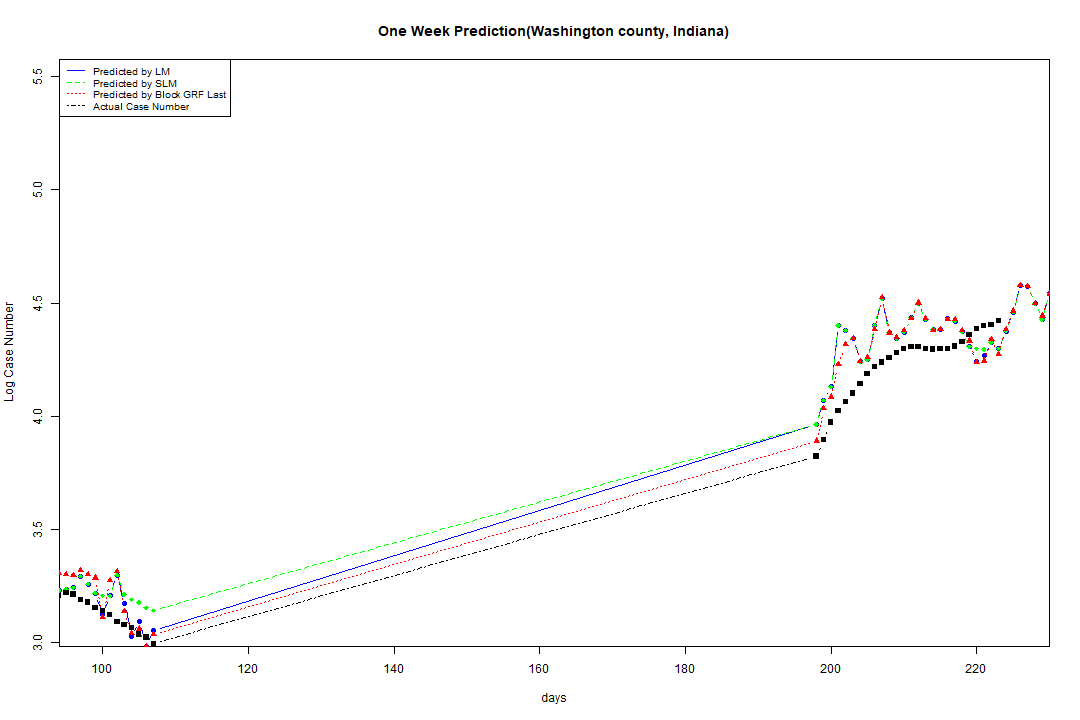 One Week Prediction(Washington county, Indiana)
Predicted by LM
Predicted by SLM
Predicted by Block GRF Last
Actual Case Number
5.5
5.0
4.5
4.0
3.5
3.0
Log Case Number
100 120 140 160 180 200 220
days